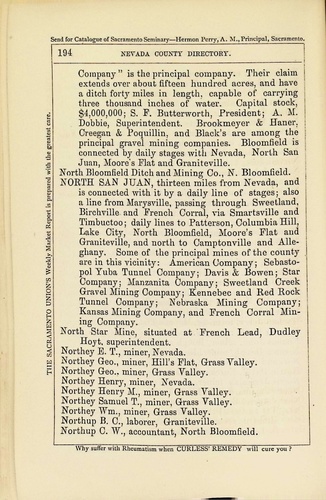 Send for Catalogue of Sacramento Seminary—Hermon Perry, A. M., Principal, Sacramento.
194 NEVADA COUNTY DIRECTORY.
Company" is the principal company. Their claim
extends over about fifteen hundred acres, and have
a ditch forty miles in length, capable of carrying
three thousand inches of water. Capital stock,
$4,000,000; S. F. Butterworth, President; A. M.
Dobbie, Superintendent. Brookmeyer & Haner,
Creegan & Poquillin, and Black's are among the
principal gravel mining companies. Bloomfield is
connected by daily stages with Nevada, North San
Juan, Moore's Flat and Graniteville.
North Bloomfield Ditch and Mining Co., N. Bloomfield.
NORTH SAN JUAN, thirteen miles from Nevada, and
is connected with it by a daily line of stages; also
a line from Marysville, passing through Sweetland,
Birchville and French Corral, via Smartsville and
Timbuctoo; daily lines to Patterson, Columbia Hill,
Lake City, North Bloomfield, Moore's Flat and
Graniteville, and north to Camptonville and Alle-
ghany. Some of the principal mines of the county
are in this vicinity: American Company; Sebasto-
pol Yuba Tunnel Company; Davis & Bowen; Star
Company; Manzanita Company; Sweetland Creek
Gravel Mining Company; Kennebec and Red Rock
Tunnel Company; Nebraska Mining Company;
Kansas Mining Company, and French Corral Min-
ing Company.
North Star Mine, situated at French Lead, Dudley
Hoyt, superintendent.
Northey E. T., miner, Nevada.
Northey Geo., miner, Hill's Flat, Grass Valley.
Northey Geo., miner, Grass Valley.
Northey Henry, miner, Nevada.
Northey Henry M., miner, Grass Valley.
Northey Samuel T., miner, Grass Valley.
Northey Wm., miner, Grass Valley.
Northup B. C., laborer, Graniteville.
Northup C. W., accountant, North Bloomfield.
Why suffer with Rheumatism when CURLESS' REMEDY will cure you?
THE SACRAMENTO UNION'S Weekly Market Report is prepared with the greatest care.